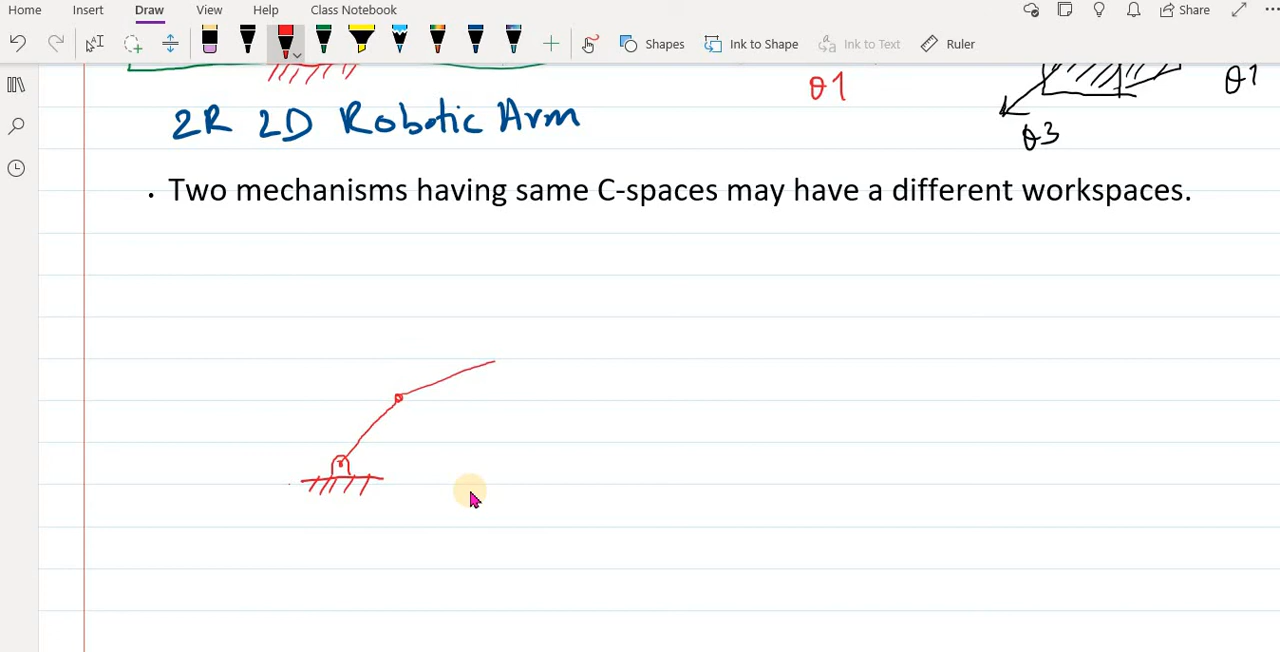 Home Insert Draw View Help Class Notebook Share
Shapes Ink to Shape Ink to Text Ruler
θ1 θ1
θ3
2R 2D Robotic Arm
. Two mechanisms having same C-spaces may have a different workspaces.